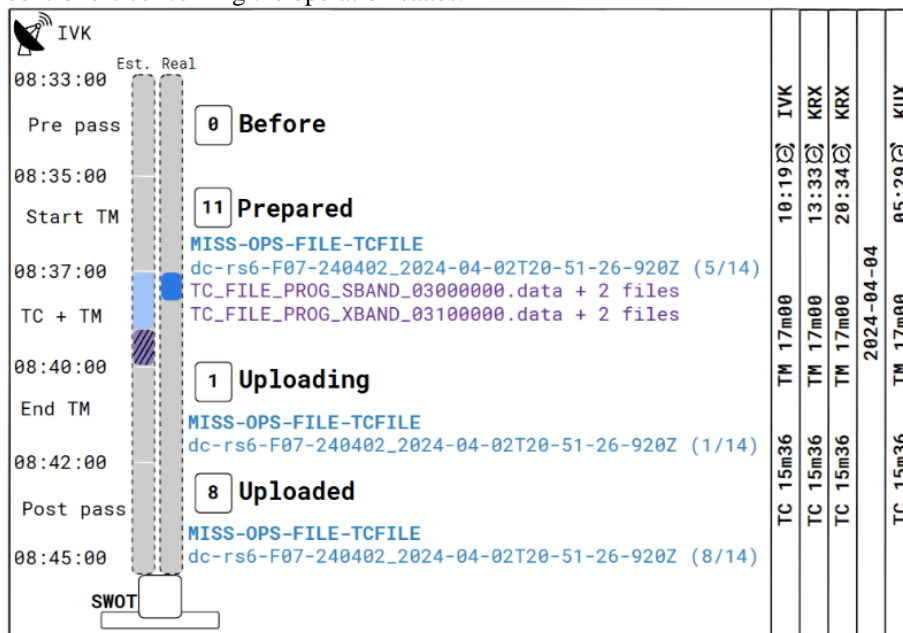 IVK
Est. Real
08:33:00
Pre pass
08:35:00
Start TM
08:37:00
TC + TM
08:40:00
End TM
08:42:00
Post pass
08:45:00
SWOT
0 Before
11 Prepared
MISS-OPS-FILE-TCFILE
dc-rs6-F07-240402_2024-04-02T20-51-26-920Z (5/14)
TC_FILE_PROG_SBAND_03000000.data + 2 files
TC_FILE_PROG_XBAND_03100000.data + 2 files
1 Uploading
MISS-OPS-FILE-TCFILE
dc-rs6-F07-240402_2024-04-02T20-51-26-920Z (1/14)
8 Uploaded
MISS-OPS-FILE-TCFILE
dc-rs6-F07-240402_2024-04-02T20-51-26-920Z (8/14)
TC 15m36 TM 17m00 10:19 IVK
TC 15m36 TM 17m00 13:33 KRX
TC 15m36 TM 17m00 20:34 KRX
2024-04-04
TC 15m36 TM 17m00 05:29 KUX